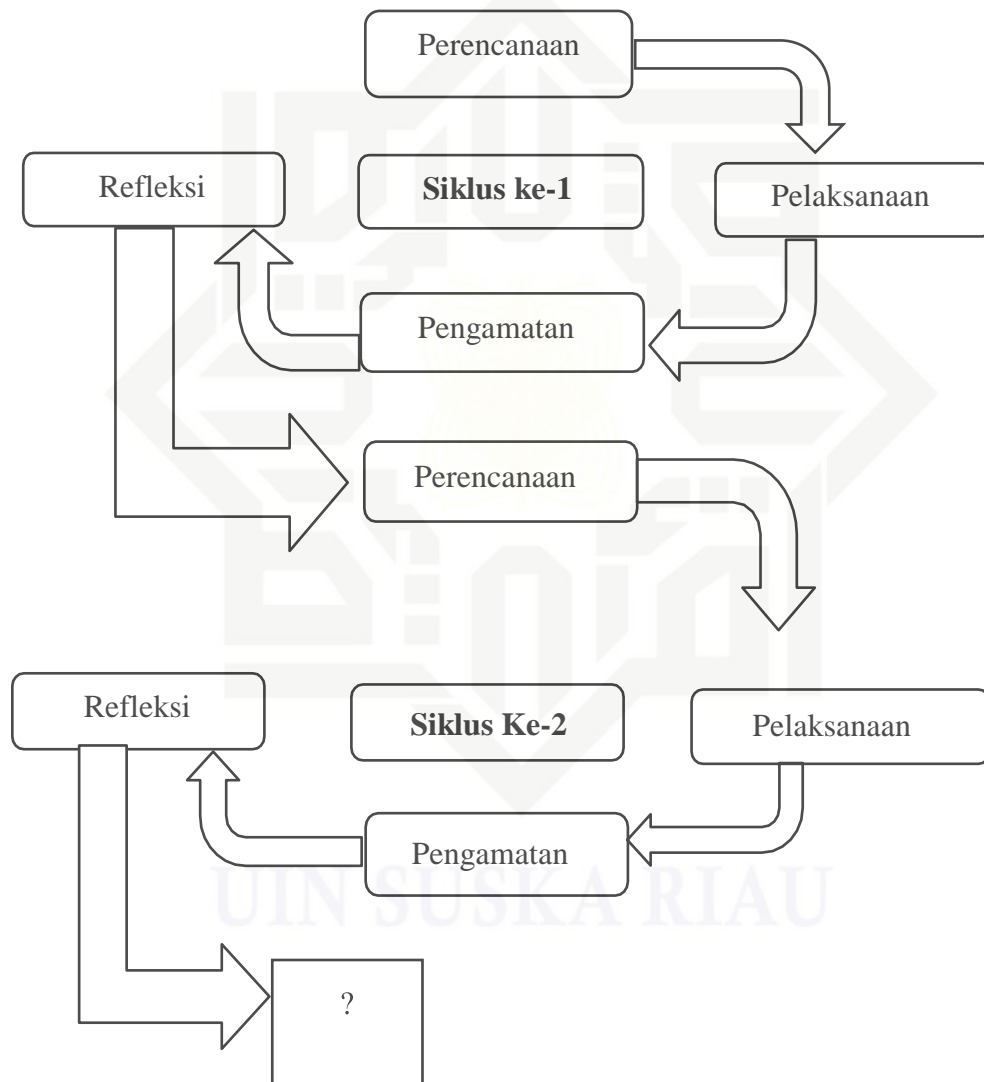 Perencanaan
Refleksi
Siklus ke-1
Pelaksanaan
Pengamatan
Perencanaan
Refleksi
Siklus Ke-2
Pelaksanaan
Pengamatan
UIN SUSKA RIAU
?